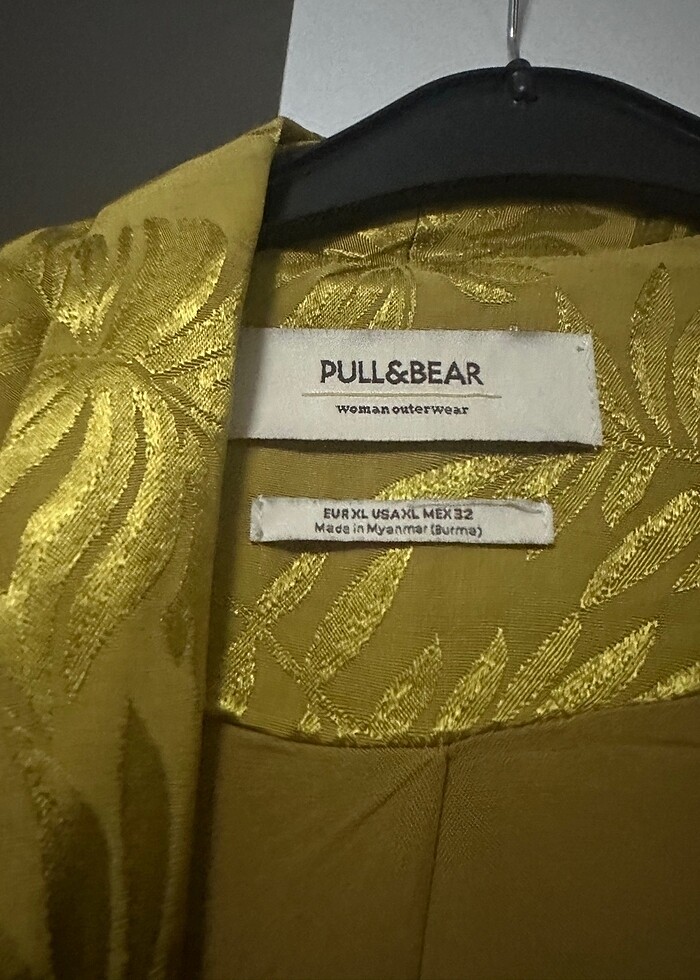 PULL&BEAR
woman outerwear
EUR XL USA XL MEX 32
Made in Myanmar (Burma)